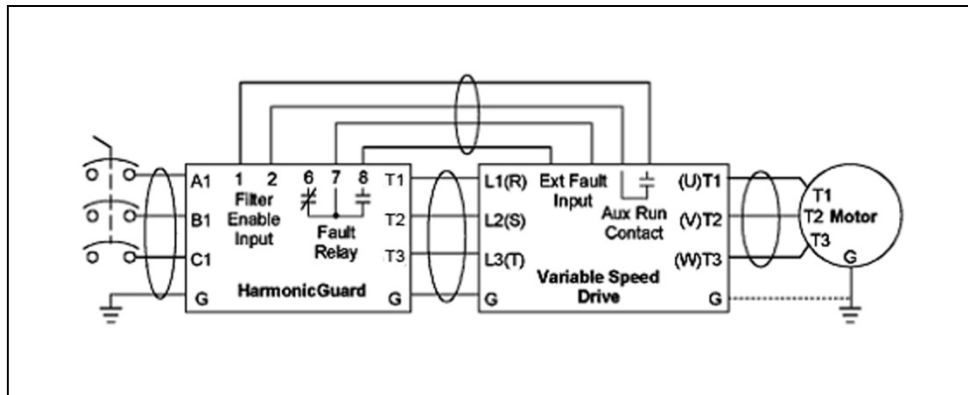 A1
B1
C1
G
1 2 6 7 8
Filter
Enable
Input
Fault
Relay
HarmonicGuard
T1
T2
T3
G
L1(R)
L2(S)
L3(T)
G
Ext Fault
Input
Aux Run
Contact
Variable Speed
Drive
(U)T1
(V)T2
(W)T3
G
T1
T2 Motor
T3
G